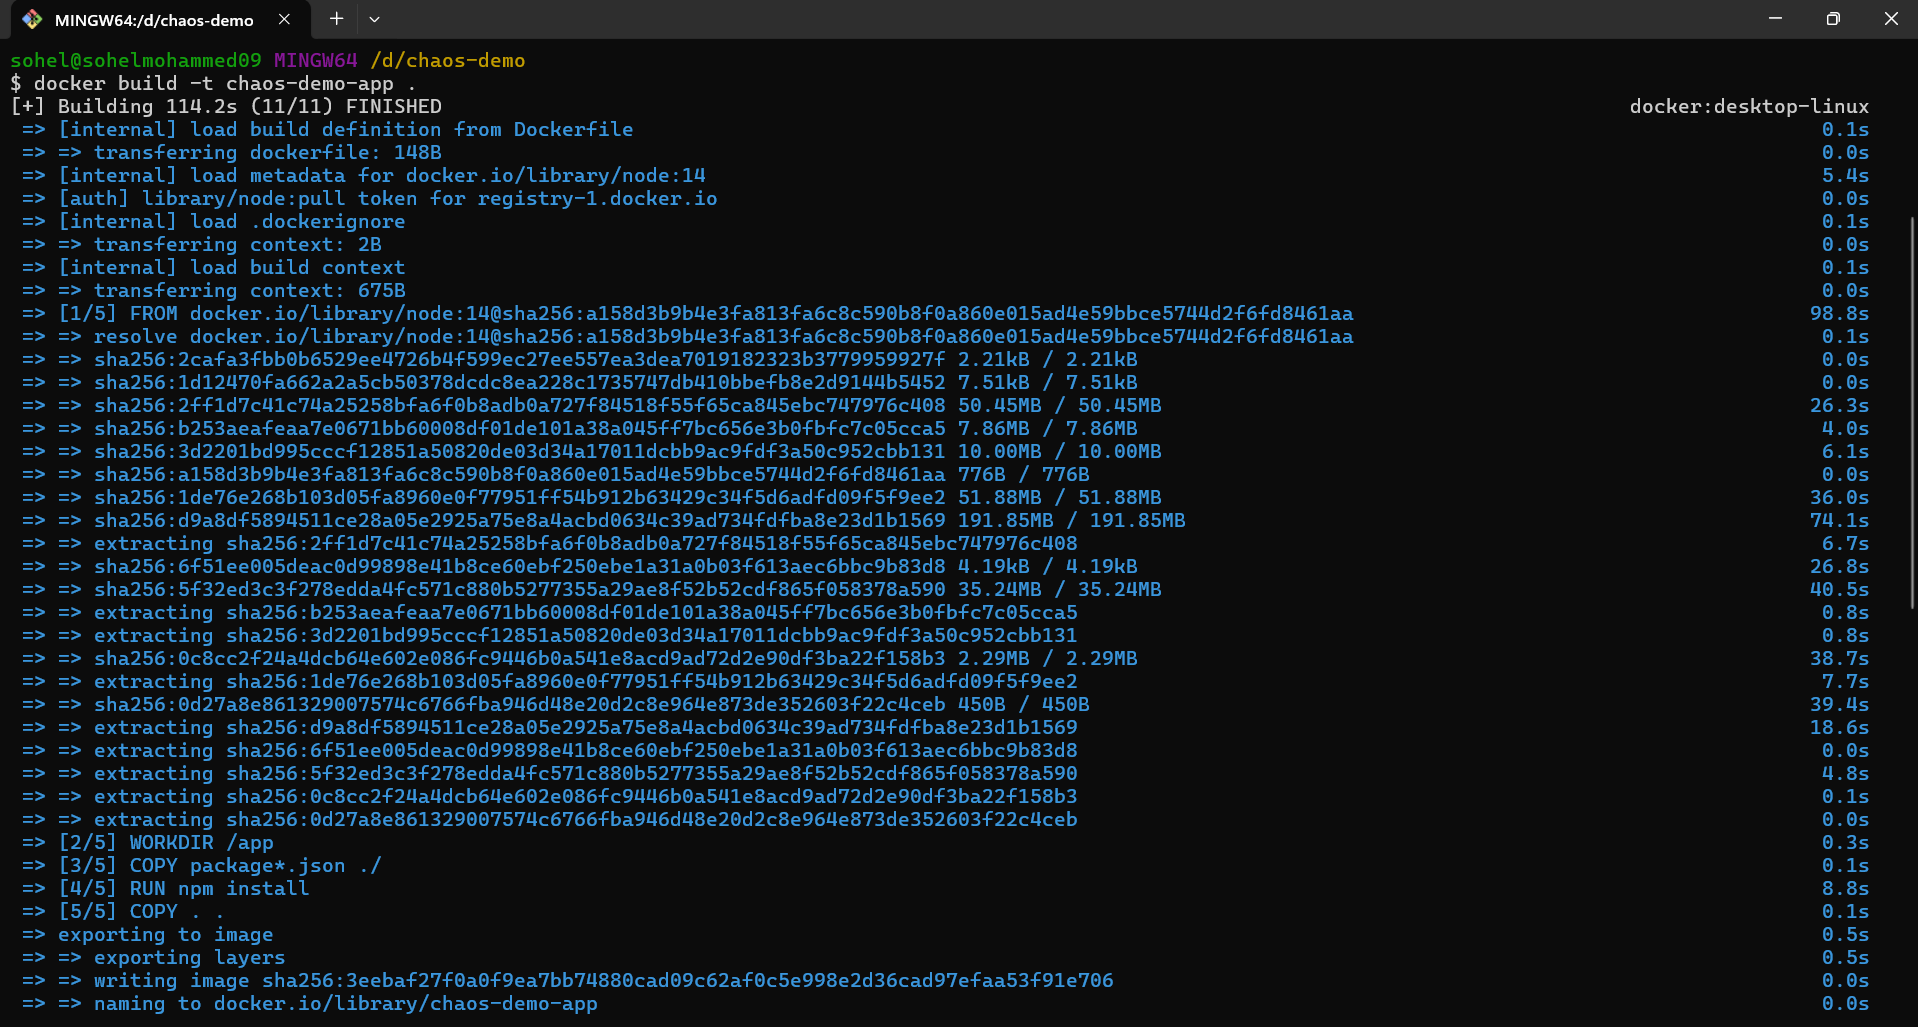 MINGW64:/d/chaos-demo
sohel@sohelmohammed09 MINGW64 /d/chaos-demo
$ docker build -t chaos-demo-app .
[+] Building 114.2s (11/11) FINISHED docker:desktop-linux
=> [internal] load build definition from Dockerfile 0.1s
=> => transferring dockerfile: 148B 0.0s
=> [internal] load metadata for docker.io/library/node:14 5.4s
=> [auth] library/node:pull token for registry-1.docker.io 0.0s
=> [internal] load .dockerignore 0.1s
=> => transferring context: 2B 0.0s
=> [internal] load build context 0.1s
=> => transferring context: 675B 0.0s
=> [1/5] FROM docker.io/library/node:14@sha256:a158d3b9b4e3fa813fa6c8c590b8f0a860e015ad4e59bbce5744d2f6fd8461aa 98.8s
=> => resolve docker.io/library/node:14@sha256:a158d3b9b4e3fa813fa6c8c590b8f0a860e015ad4e59bbce5744d2f6fd8461aa 0.1s
=> => sha256:2cafa3fbb0b6529ee4726b4f599ec27ee557ea3dea7019182323b3779959927f 2.21kB / 2.21kB 0.0s
=> => sha256:1d12470fa662a2a5cb50378dcdc8ea228c1735747db410bbefb8e2d9144b5452 7.51kB / 7.51kB 0.0s
=> => sha256:2ff1d7c41c74a25258bfa6f0b8adb0a727f84518f55f65ca845ebc747976c408 50.45MB / 50.45MB 26.3s
=> => sha256:b253aeafeaa7e0671bb60008df01de101a38a045ff7bc656e3b0fbfc7c05cca5 7.86MB / 7.86MB 4.0s
=> => sha256:3d2201bd995cccf12851a50820de03d34a17011dcbb9ac9fdf3a50c952cbb131 10.00MB / 10.00MB 6.1s
=> => sha256:a158d3b9b4e3fa813fa6c8c590b8f0a860e015ad4e59bbce5744d2f6fd8461aa 776B / 776B 0.0s
=> => sha256:1de76e268b103d05fa8960e0f77951ff54b912b63429c34f5d6adfd09f5f9ee2 51.88MB / 51.88MB 36.0s
=> => sha256:d9a8df5894511ce28a05e2925a75e8a4acbd0634c39ad734fdfba8e23d1b1569 191.85MB / 191.85MB 74.1s
=> => extracting sha256:2ff1d7c41c74a25258bfa6f0b8adb0a727f84518f55f65ca845ebc747976c408 6.7s
=> => sha256:6f51ee005deac0d99898e41b8ce60ebf250ebe1a31a0b03f613aec6bbc9b83d8 4.19kB / 4.19kB 26.8s
=> => sha256:5f32ed3c3f278edda4fc571c880b5277355a29ae8f52b52cdf865f058378a590 35.24MB / 35.24MB 40.5s
=> => extracting sha256:b253aeafeaa7e0671bb60008df01de101a38a045ff7bc656e3b0fbfc7c05cca5 0.8s
=> => extracting sha256:3d2201bd995cccf12851a50820de03d34a17011dcbb9ac9fdf3a50c952cbb131 0.8s
=> => sha256:0c8cc2f24a4dcb64e602e086fc9446b0a541e8acd9ad72d2e90df3ba22f158b3 2.29MB / 2.29MB 38.7s
=> => extracting sha256:1de76e268b103d05fa8960e0f77951ff54b912b63429c34f5d6adfd09f5f9ee2 7.7s
=> => sha256:0d27a8e861329007574c6766fba946d48e20d2c8e964e873de352603f22c4ceb 450B / 450B 39.4s
=> => extracting sha256:d9a8df5894511ce28a05e2925a75e8a4acbd0634c39ad734fdfba8e23d1b1569 18.6s
=> => extracting sha256:6f51ee005deac0d99898e41b8ce60ebf250ebe1a31a0b03f613aec6bbc9b83d8 0.0s
=> => extracting sha256:5f32ed3c3f278edda4fc571c880b5277355a29ae8f52b52cdf865f058378a590 4.8s
=> => extracting sha256:0c8cc2f24a4dcb64e602e086fc9446b0a541e8acd9ad72d2e90df3ba22f158b3 0.1s
=> => extracting sha256:0d27a8e861329007574c6766fba946d48e20d2c8e964e873de352603f22c4ceb 0.0s
=> [2/5] WORKDIR /app 0.3s
=> [3/5] COPY package*.json ./ 0.1s
=> [4/5] RUN npm install 8.8s
=> [5/5] COPY . . 0.1s
=> exporting to image 0.5s
=> => exporting layers 0.5s
=> => writing image sha256:3eebaf27f0a0f9ea7bb74880cad09c62af0c5e998e2d36cad97efaa53f91e706 0.0s
=> => naming to docker.io/library/chaos-demo-app 0.0s